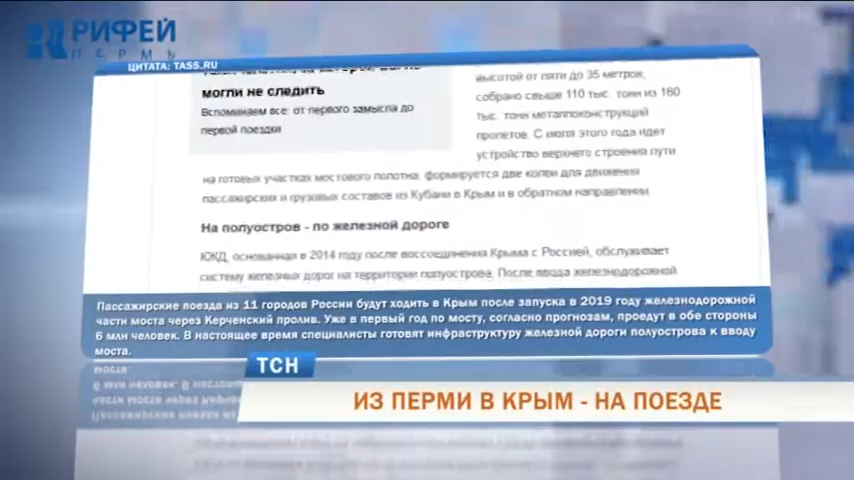 РИФЕЙ
ПЕРМЬ
ЦИТАТА: TASS.RU
могли не следить
Вспоминаем все: от первого замысла до
первой поездки
высотой от пяти до 35 метров,
собрано свыше 110 тыс. тонн из 160
тыс. тонн металлоконструкций
пролетов. С июля этого года идет
устройство верхнего строения пути
на готовых участках мостового полотна: формируется две колеи для движения
пассажирских и грузовых составов из Кубани в Крым и в обратном направлении.
На полуостров - по железной дороге
КЖД, основанная в 2014 году после воссоединения Крыма с Россией, обслуживает
систему железных дорог на территории полуострова. После ввода железнодорожной
Пассажирские поезда из 11 городов России будут ходить в Крым после запуска в 2019 году железнодорожной
части моста через Керченский пролив. Уже в первый год по мосту, согласно прогнозам, проедут в обе стороны
6 млн человек. В настоящее время специалисты готовят инфраструктуру железной дороги полуострова к вводу
моста.
ТСН
ИЗ ПЕРМИ В КРЫМ - НА ПОЕЗДЕ